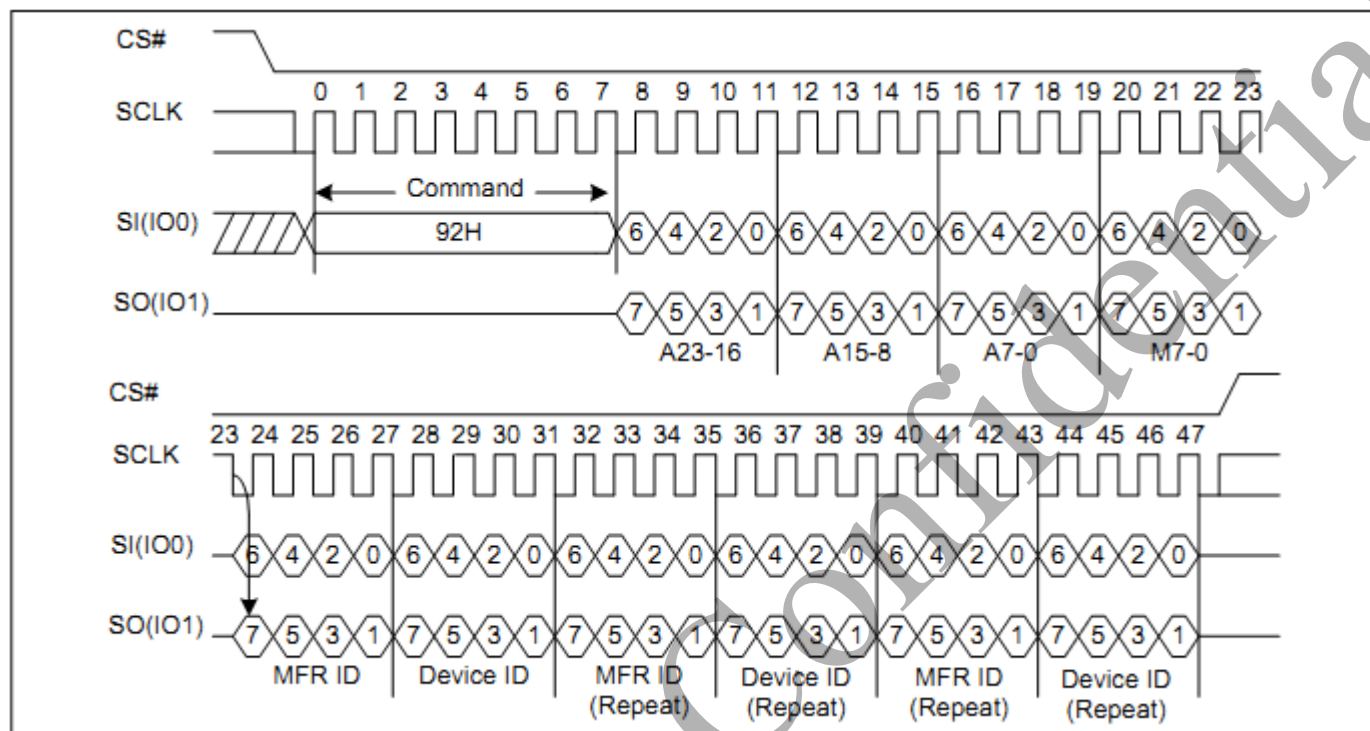 CS#
0 1 2 3 4 5 6 7 8 9 10 11 12 13 14 15 16 17 18 19 20 21 22 23
SCLK
Command
SI(IO0)
92H
6 4 2 0 6 4 2 0 6 4 2 0 6 4 2 0
SO(IO1)
7 5 3 1 7 5 3 1 7 5 3 1 7 5 3 1
A23-16 A15-8 A7-0 M7-0
CS#
23 24 25 26 27 28 29 30 31 32 33 34 35 36 37 38 39 40 41 42 43 44 45 46 47
SCLK
SI(IO0)
6 4 2 0 6 4 2 0 6 4 2 0 6 4 2 0 6 4 2 0 6 4 2 0
SO(IO1)
7 5 3 1 7 5 3 1 7 5 3 1 7 5 3 1 7 5 3 1 7 5 3 1
MFR ID Device ID MFR ID Device ID MFR ID Device ID
(Repeat) (Repeat) (Repeat) (Repeat)
Confidentia